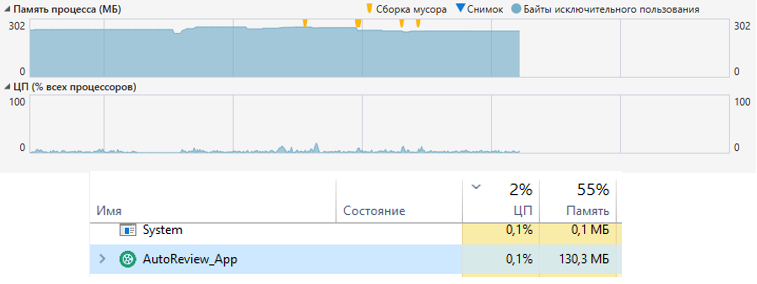 Память процесса (МБ) Сборка мусора Снимок Байты исключительного пользования
302 302
0 0
ЦП (% всех процессоров)
100 100
0 0
2% 55%
Имя Состояние ЦП Память
System 0,1% 0,1 МБ
AutoReview_App 0,1% 130,3 МБ